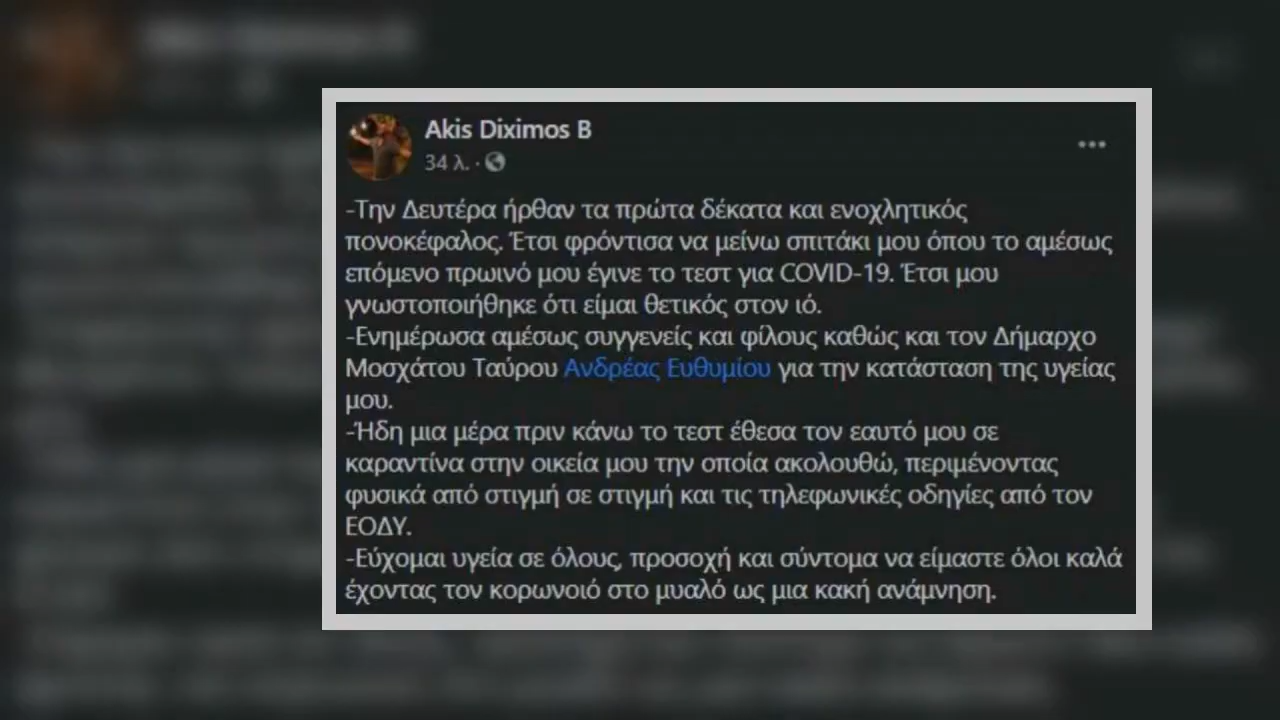 Akis Diximos B
34 λ. ·
-Την Δευτέρα ήρθαν τα πρώτα δέκατα και ενοχλητικός
πονοκέφαλος. Έτσι φρόντισα να μείνω σπιτάκι μου όπου το αμέσως
επόμενο πρωινό μου έγινε το τεστ για COVID-19. Έτσι μου
γνωστοποιήθηκε ότι είμαι θετικός στον ιό.
-Ενημέρωσα αμέσως συγγενείς και φίλους καθώς και τον Δήμαρχο
Μοσχάτου Ταύρου Ανδρέας Ευθυμίου για την κατάσταση της υγείας
μου.
-Ήδη μια μέρα πριν κάνω το τεστ έθεσα τον εαυτό μου σε
καραντίνα στην οικεία μου την οποία ακολουθώ, περιμένοντας
φυσικά από στιγμή σε στιγμή και τις τηλεφωνικές οδηγίες από τον
ΕΟΔΥ.
-Εύχομαι υγεία σε όλους, προσοχή και σύντομα να είμαστε όλοι καλά
έχοντας τον κορωνοιό στο μυαλό ως μια κακή ανάμνηση.